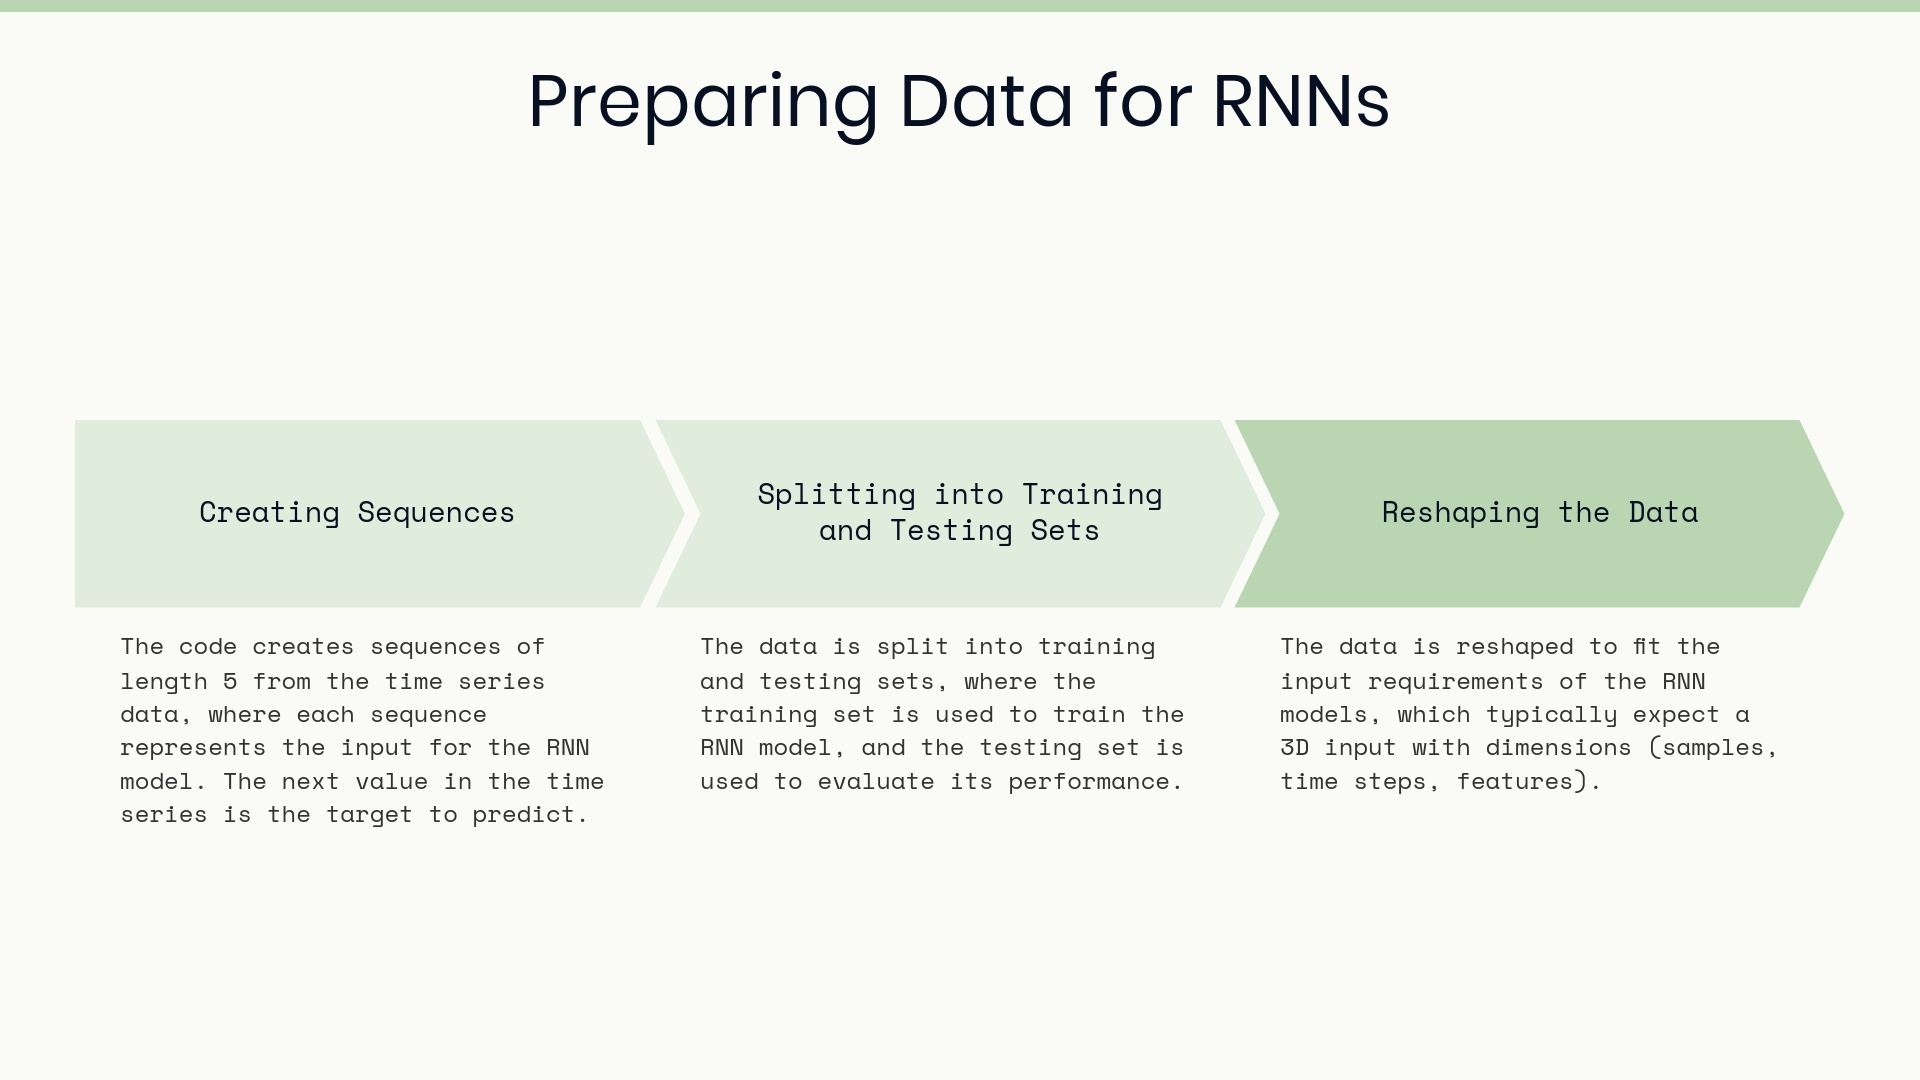 Preparing Data for RNNs
Creating Sequences
Splitting into Training
and Testing Sets
Reshaping the Data
The code creates sequences of
length 5 from the time series
data, where each sequence
represents the input for the RNN
model. The next value in the time
series is the target to predict.
The data is split into training
and testing sets, where the
training set is used to train the
RNN model, and the testing set is
used to evaluate its performance.
The data is reshaped to fit the
input requirements of the RNN
models, which typically expect a
3D input with dimensions (samples,
time steps, features).